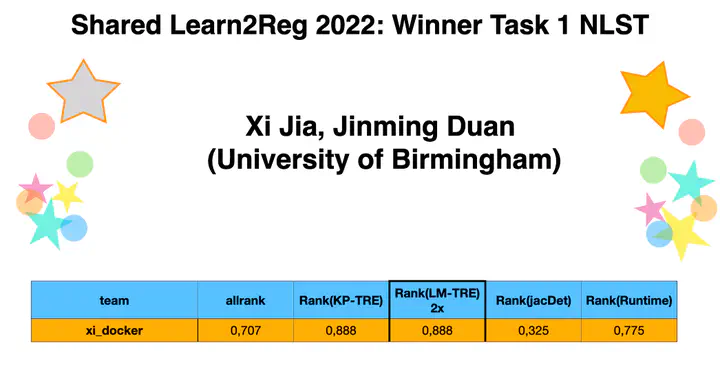 Shared Learn2Reg 2022: Winner Task 1 NLST
Xi Jia, Jinming Duan
(University of Birmingham)
team allrank Rank(KP-TRE) Rank(LM-TRE) 2x Rank(jacDet) Rank(Runtime)
xi_docker 0,707 0,888 0,888 0,325 0,775